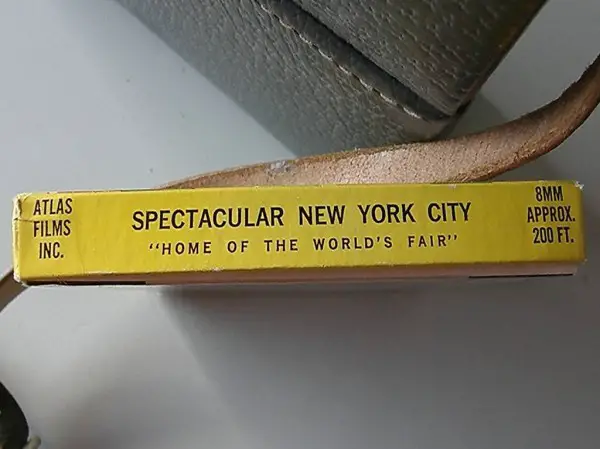 ATLAS
FILMS
INC.
SPECTACULAR NEW YORK CITY
"HOME OF THE WORLD'S FAIR"
8MM
APPROX.
200 FT.